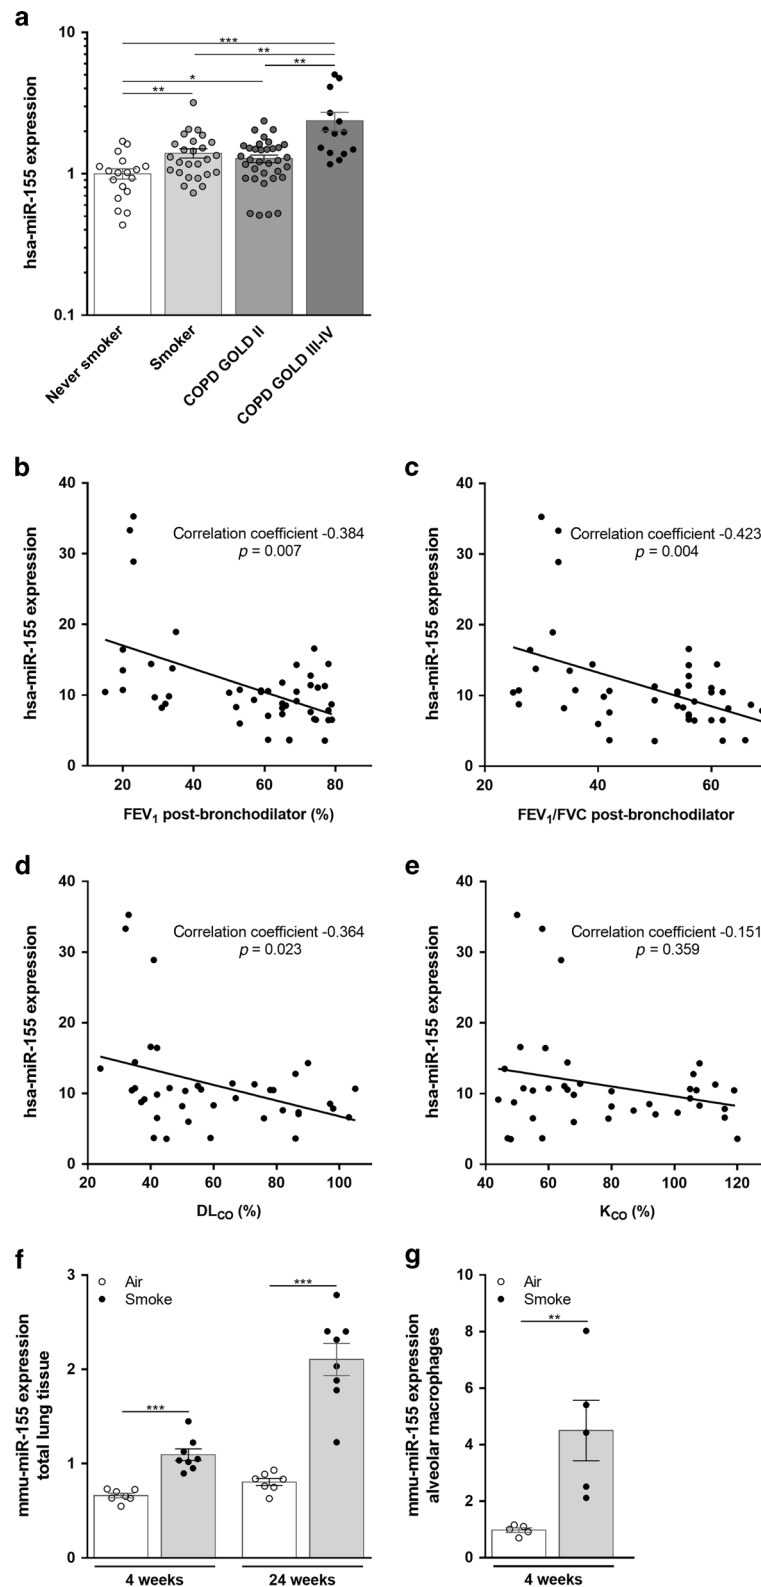 a
***
**
**
*
**
hsa-miR-155 expression
10
1
0.1
Never smoker
Smoker
COPD GOLD II
COPD GOLD III-IV
b
hsa-miR-155 expression
40
30
20
10
0
Correlation coefficient -0.384
p = 0.007
20 40 60 80
FEV1 post-bronchodilator (%)
c
hsa-miR-155 expression
40
30
20
10
0
Correlation coefficient -0.423
p = 0.004
20 40 60
FEV1/FVC post-bronchodilator
d
hsa-miR-155 expression
40
30
20
10
0
Correlation coefficient -0.364
p = 0.023
20 40 60 80 100
DLCO (%)
e
hsa-miR-155 expression
40
30
20
10
0
Correlation coefficient -0.151
p = 0.359
40 60 80 100 120
KCO (%)
f
mmu-miR-155 expression
total lung tissue
3
2
1
0
Air
Smoke
***
***
4 weeks
24 weeks
g
mmu-miR-155 expression
alveolar macrophages
10
8
6
4
2
0
Air
Smoke
**
4 weeks